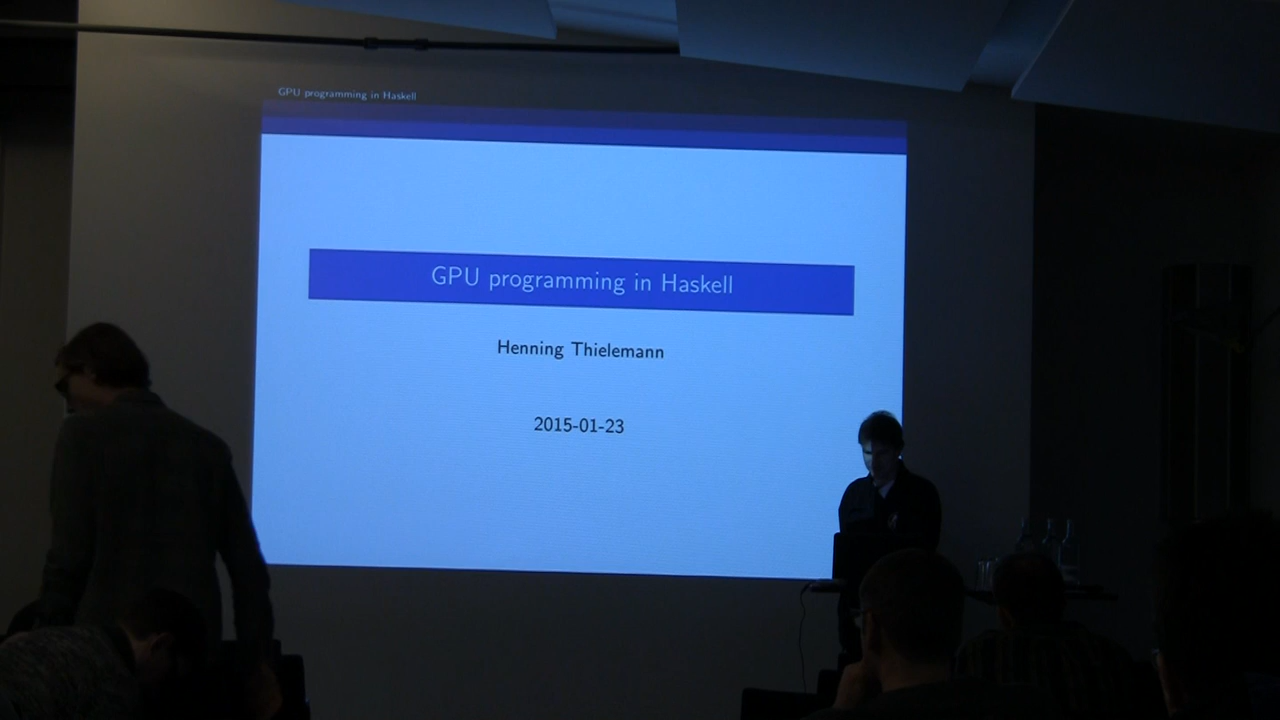 GPU programming in Haskell
GPU programming in Haskell
Henning Thielemann
2015-01-23